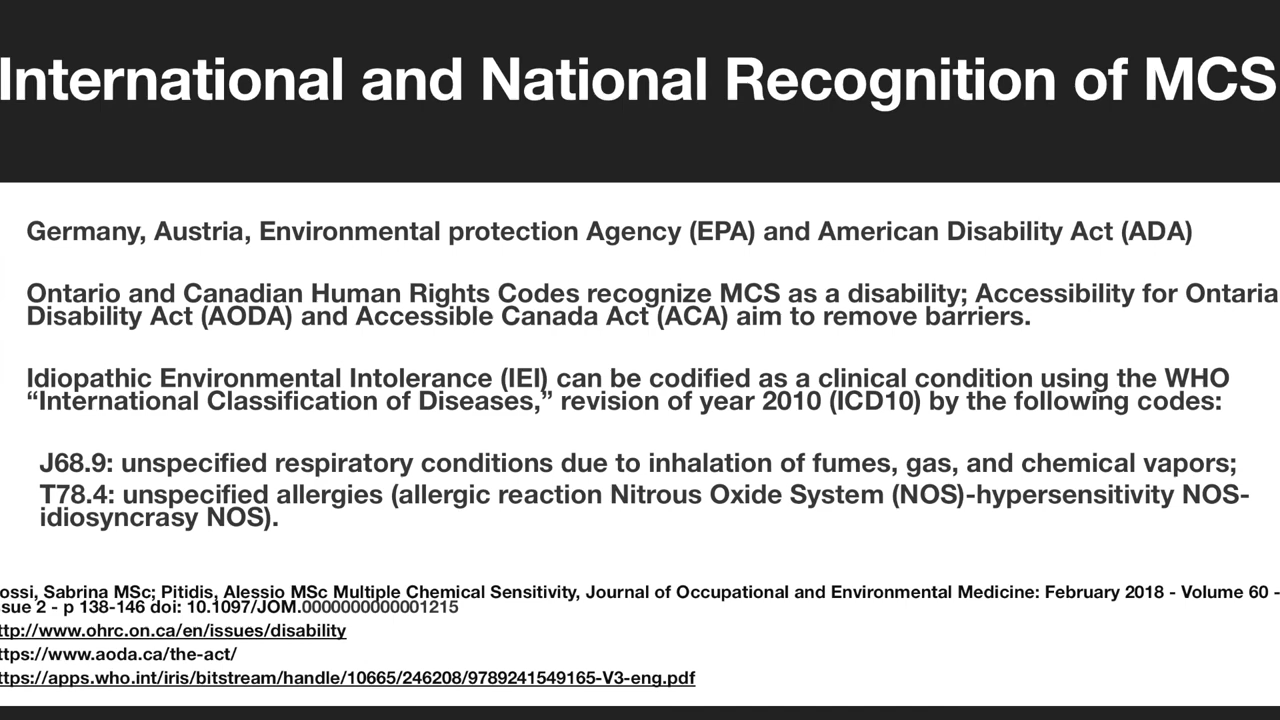 International and National Recognition of MCS
Germany, Austria, Environmental protection Agency (EPA) and American Disability Act (ADA)
Ontario and Canadian Human Rights Codes recognize MCS as a disability; Accessibility for Ontaria
Disability Act (AODA) and Accessible Canada Act (ACA) aim to remove barriers.
Idiopathic Environmental Intolerance (IEI) can be codified as a clinical condition using the WHO
“International Classification of Diseases,” revision of year 2010 (ICD10) by the following codes:
J68.9: unspecified respiratory conditions due to inhalation of fumes, gas, and chemical vapors;
T78.4: unspecified allergies (allergic reaction Nitrous Oxide System (NOS)-hypersensitivity NOS-
idiosyncrasy NOS).
ossi, Sabrina MSc; Pitidis, Alessio MSc Multiple Chemical Sensitivity, Journal of Occupational and Environmental Medicine: February 2018 - Volume 60 -
sue 2 - p 138-146 doi: 10.1097/JOM.0000000000001215
ttp://www.ohrc.on.ca/en/issues/disability
ttps://www.aoda.ca/the-act/
ttps://apps.who.int/iris/bitstream/handle/10665/246208/9789241549165-V3-eng.pdf